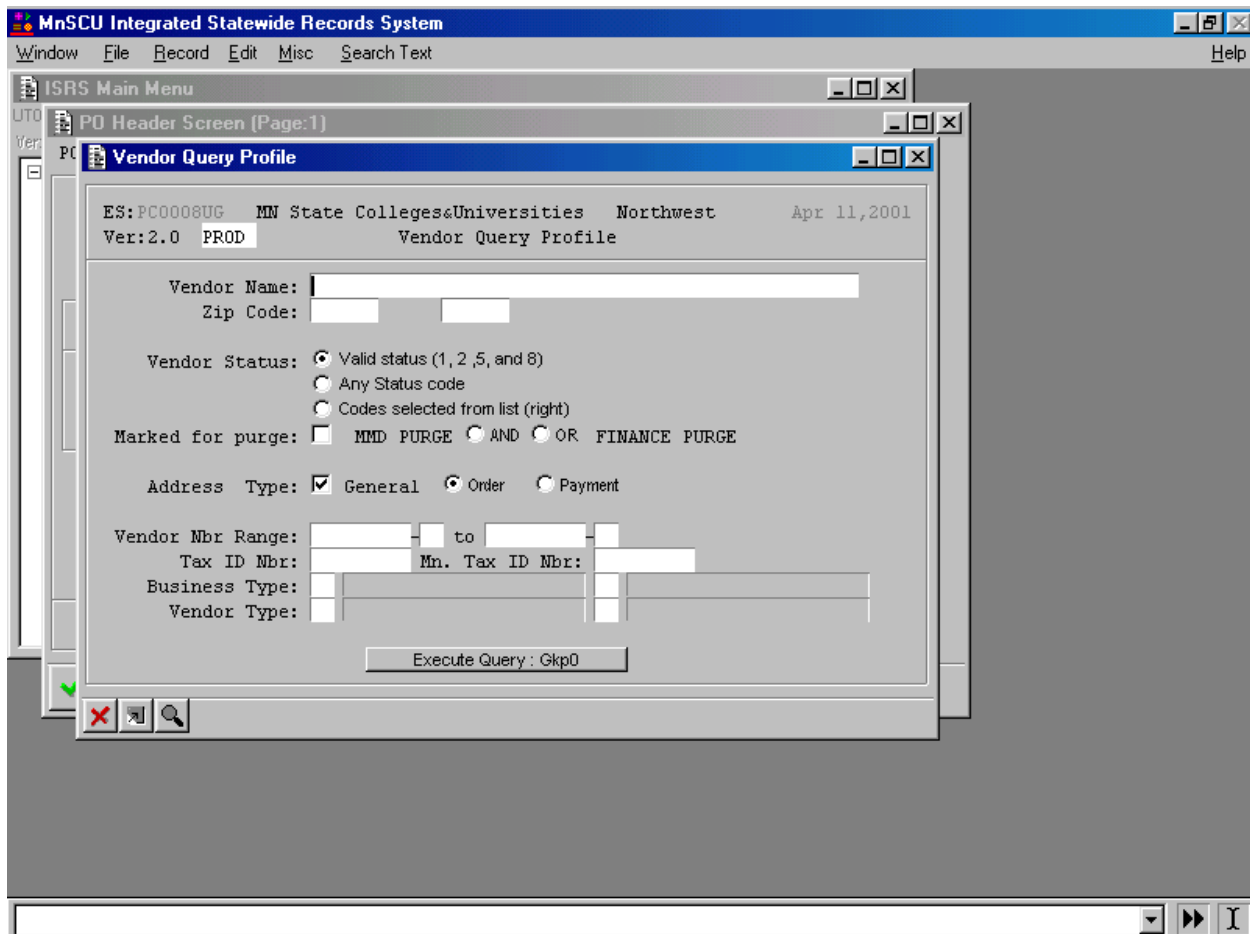 MnSCU Integrated Statewide Records System
Window File Record Edit Misc Search Text Help
ISRS Main Menu
UT0
PO Header Screen (Page:1)
Ver:
PO
Vendor Query Profile
ES:PC0008UG MN State Colleges&Universities Northwest Apr 11,2001
Ver:2.0 PROD Vendor Query Profile
Vendor Name:
Zip Code:
Vendor Status: Valid status (1, 2 ,5, and 8)
Any Status code
Codes selected from list (right)
Marked for purge: MMD PURGE AND OR FINANCE PURGE
Address Type: General Order Payment
Vendor Nbr Range: - to -
Tax ID Nbr: Mn. Tax ID Nbr:
Business Type:
Vendor Type:
Execute Query : Gkp0